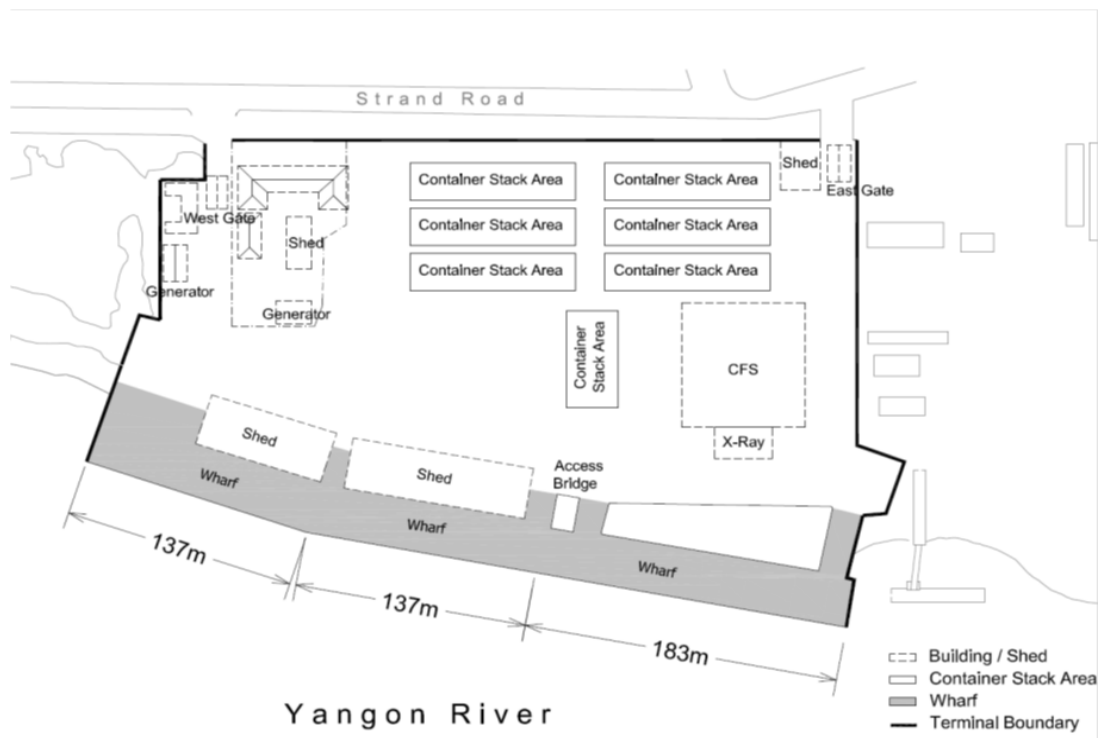 Strand Road
Container Stack Area
Container Stack Area
Shed
East Gate
West Gate
Container Stack Area
Container Stack Area
Shed
Container Stack Area
Container Stack Area
Generator
Generator
Container
Stack Area
CFS
X-Ray
Shed
Shed
Access
Bridge
Wharf
Wharf
Wharf
137m
137m
183m
Yangon River
Building / Shed
Container Stack Area
Wharf
Terminal Boundary